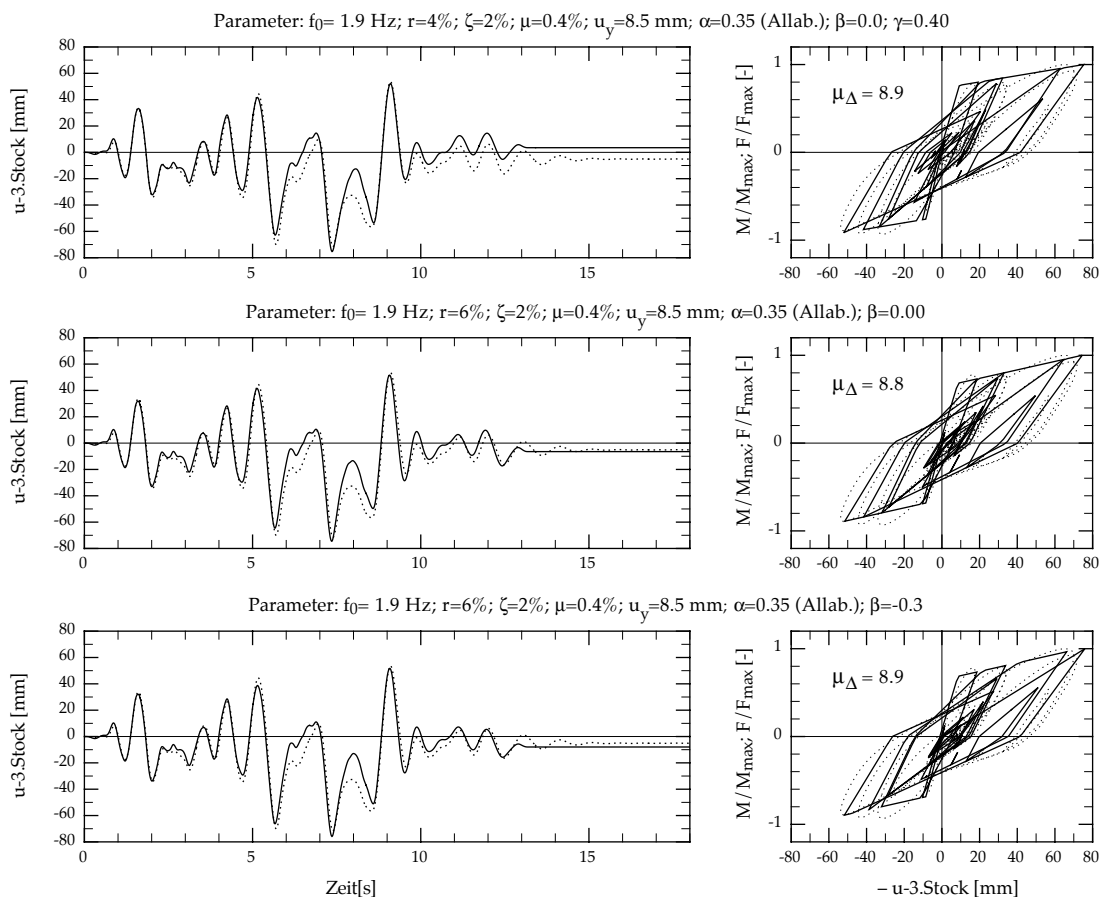 Parameter: f0= 1.9 Hz; r=4%; ζ=2%; μ=0.4%; uy=8.5 mm; α=0.35 (Allab.); β=0.0; γ=0.40
u-3.Stock [mm]
80
60
40
20
0
-20
-40
-60
-80
0 5 10 15
M/Mmax; F/Fmax [-]
1
0
-1
μΔ = 8.9
-80 -60 -40 -20 0 20 40 60 80
Parameter: f0= 1.9 Hz; r=6%; ζ=2%; μ=0.4%; uy=8.5 mm; α=0.35 (Allab.); β=0.00
u-3.Stock [mm]
80
60
40
20
0
-20
-40
-60
-80
0 5 10 15
M/Mmax; F/Fmax [-]
1
0
-1
μΔ = 8.8
-80 -60 -40 -20 0 20 40 60 80
Parameter: f0= 1.9 Hz; r=6%; ζ=2%; μ=0.4%; uy=8.5 mm; α=0.35 (Allab.); β=-0.3
u-3.Stock [mm]
80
60
40
20
0
-20
-40
-60
-80
0 5 10 15
Zeit[s]
M/Mmax; F/Fmax [-]
1
0
-1
μΔ = 8.9
-80 -60 -40 -20 0 20 40 60 80
– u-3.Stock [mm]